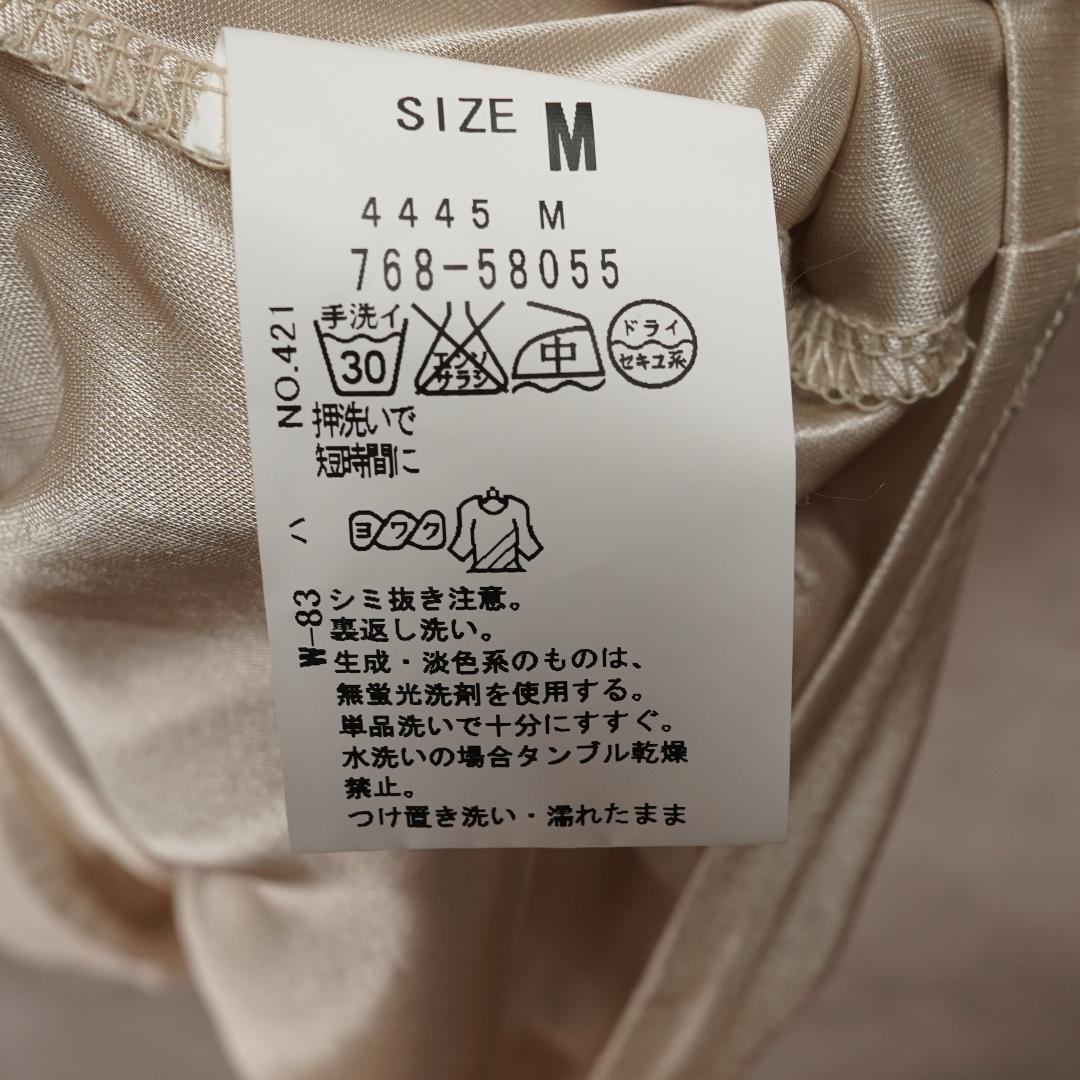 SIZE M
4445 M
768-58055
NO.421
手洗イ
30
エンソ
サラシ
中
ドライ
セキユ系
押洗いで
短時間に
ハ
ヨワク
W-83
シミ抜き注意。
裏返し洗い。
生成・淡色系のものは、
無蛍光洗剤を使用する。
単品洗いで十分にすすぐ。
水洗いの場合タンブル乾燥
禁止。
つけ置き洗い・濡れたまま